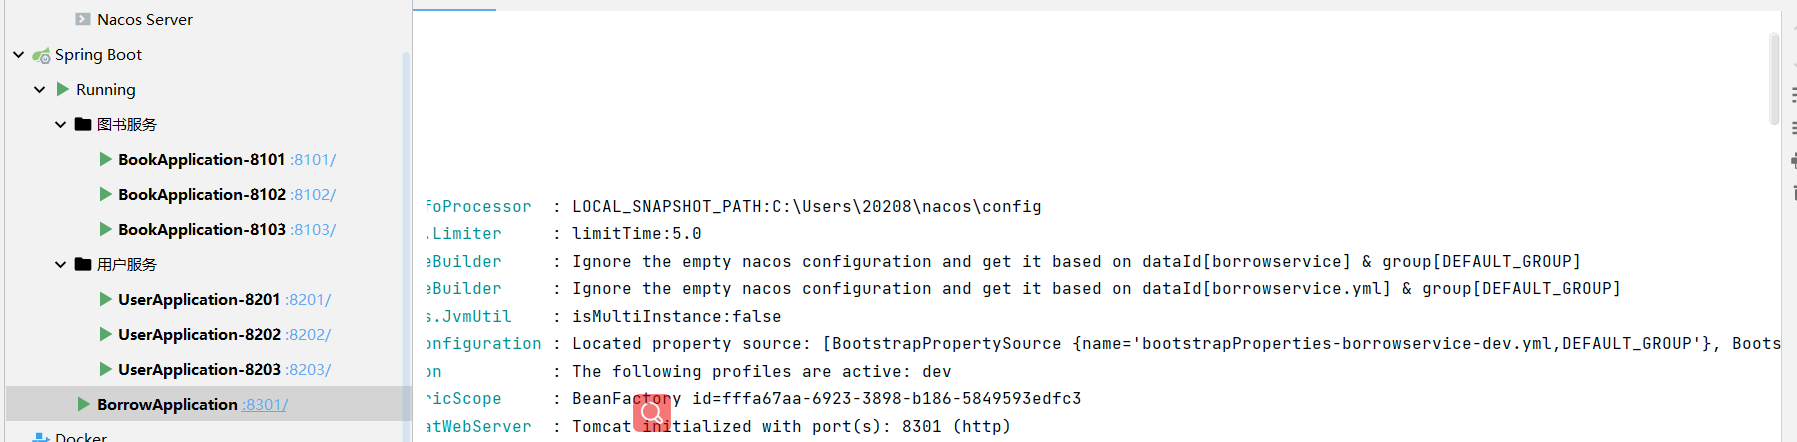 Nacos Server
Spring Boot
Running
图书服务
BookApplication-8101 :8101/
BookApplication-8102 :8102/
BookApplication-8103 :8103/
用户服务
UserApplication-8201 :8201/
UserApplication-8202 :8202/
UserApplication-8203 :8203/
BorrowApplication :8301/
Docker
foProcessor : LOCAL_SNAPSHOT_PATH:C:\Users\20208\nacos\config
.Limiter : limitTime:5.0
eBuilder : Ignore the empty nacos configuration and get it based on dataId[borrowservice] & group[DEFAULT_GROUP]
eBuilder : Ignore the empty nacos configuration and get it based on dataId[borrowservice.yml] & group[DEFAULT_GROUP]
s.JvmUtil : isMultiInstance:false
onfiguration : Located property source: [BootstrapPropertySource {name='bootstrapProperties-borrowservice-dev.yml,DEFAULT_GROUP'}, Boots
on : The following profiles are active: dev
ricScope : BeanFactory id=fffa67aa-6923-3898-b186-5849593edfc3
atWebServer : Tomcat initialized with port(s): 8301 (http)